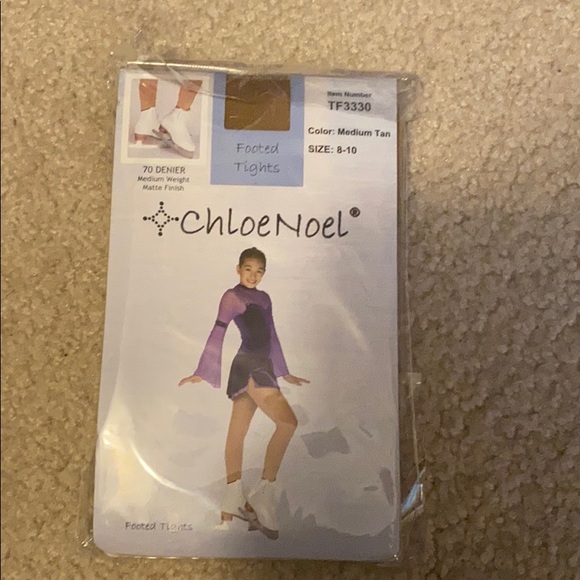 Item Number
TF3330
Color: Medium Tan
SIZE: 8-10
Footed
Tights
70 DENIER
Medium Weight
Matte Finish
ChloeNoel®
Footed Tights